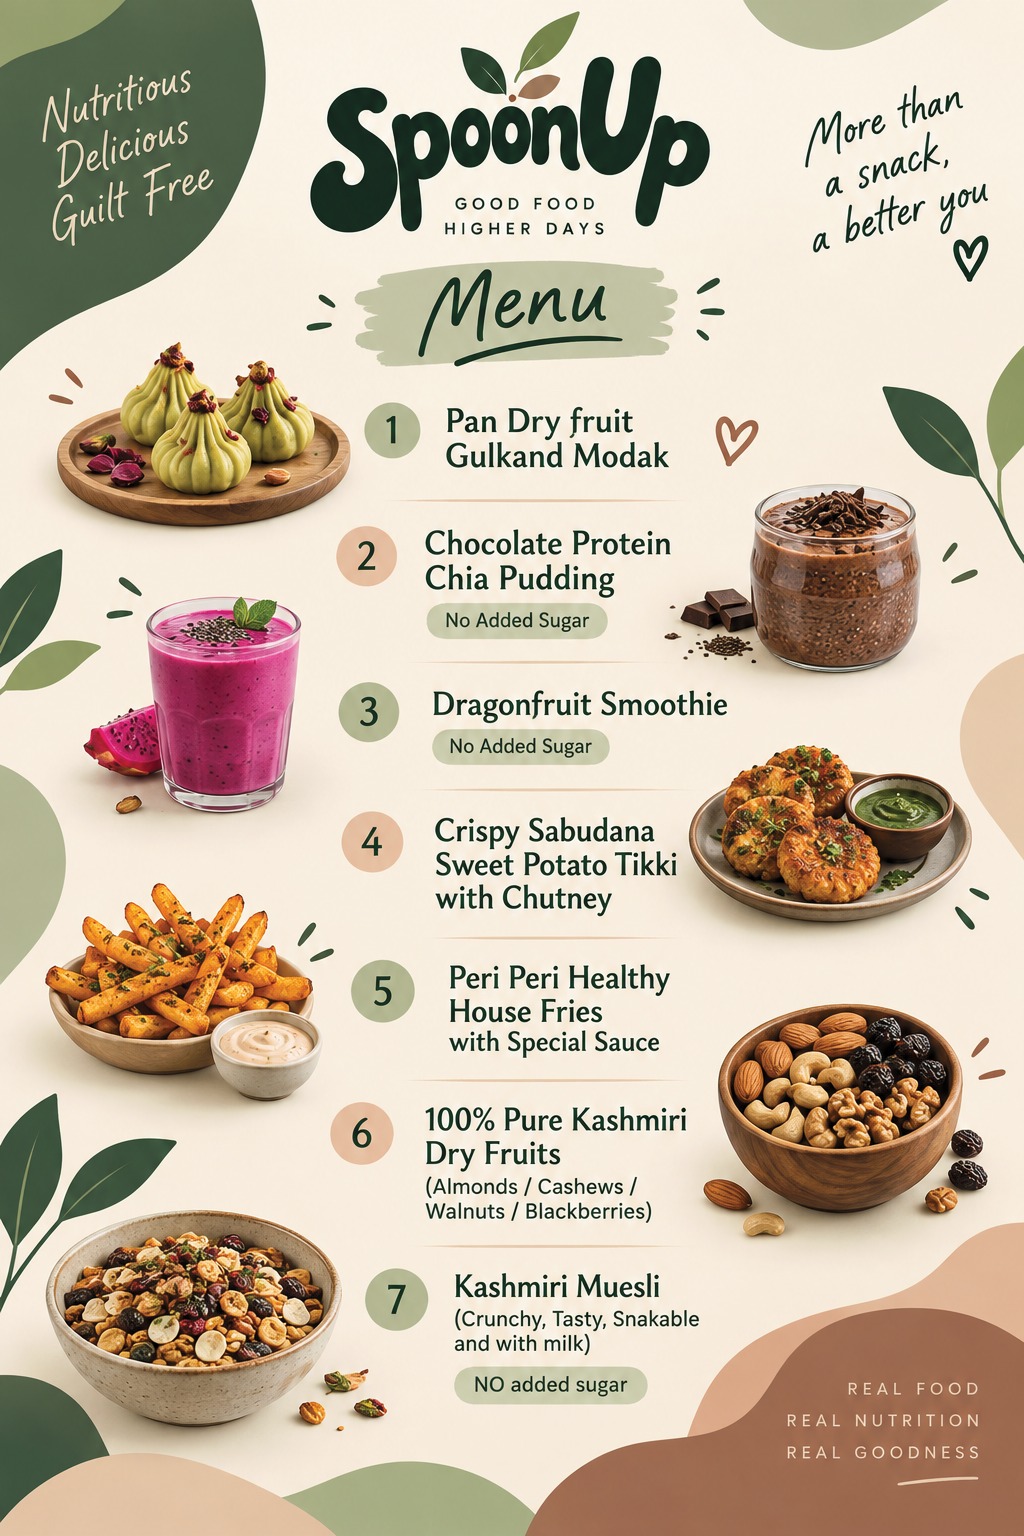 Nutritious
Delicious
Guilt Free
SpoonUp
GOOD FOOD
HIGHER DAYS
More than
a snack,
a better you
Menu
1
Pan Dry fruit
Gulkand Modak
2
Chocolate Protein
Chia Pudding
No Added Sugar
3
Dragonfruit Smoothie
No Added Sugar
4
Crispy Sabudana
Sweet Potato Tikki
with Chutney
5
Peri Peri Healthy
House Fries
with Special Sauce
6
100% Pure Kashmiri
Dry Fruits
(Almonds / Cashews /
Walnuts / Blackberries)
7
Kashmiri Muesli
(Crunchy, Tasty, Snakable
and with milk)
NO added sugar
REAL FOOD
REAL NUTRITION
REAL GOODNESS